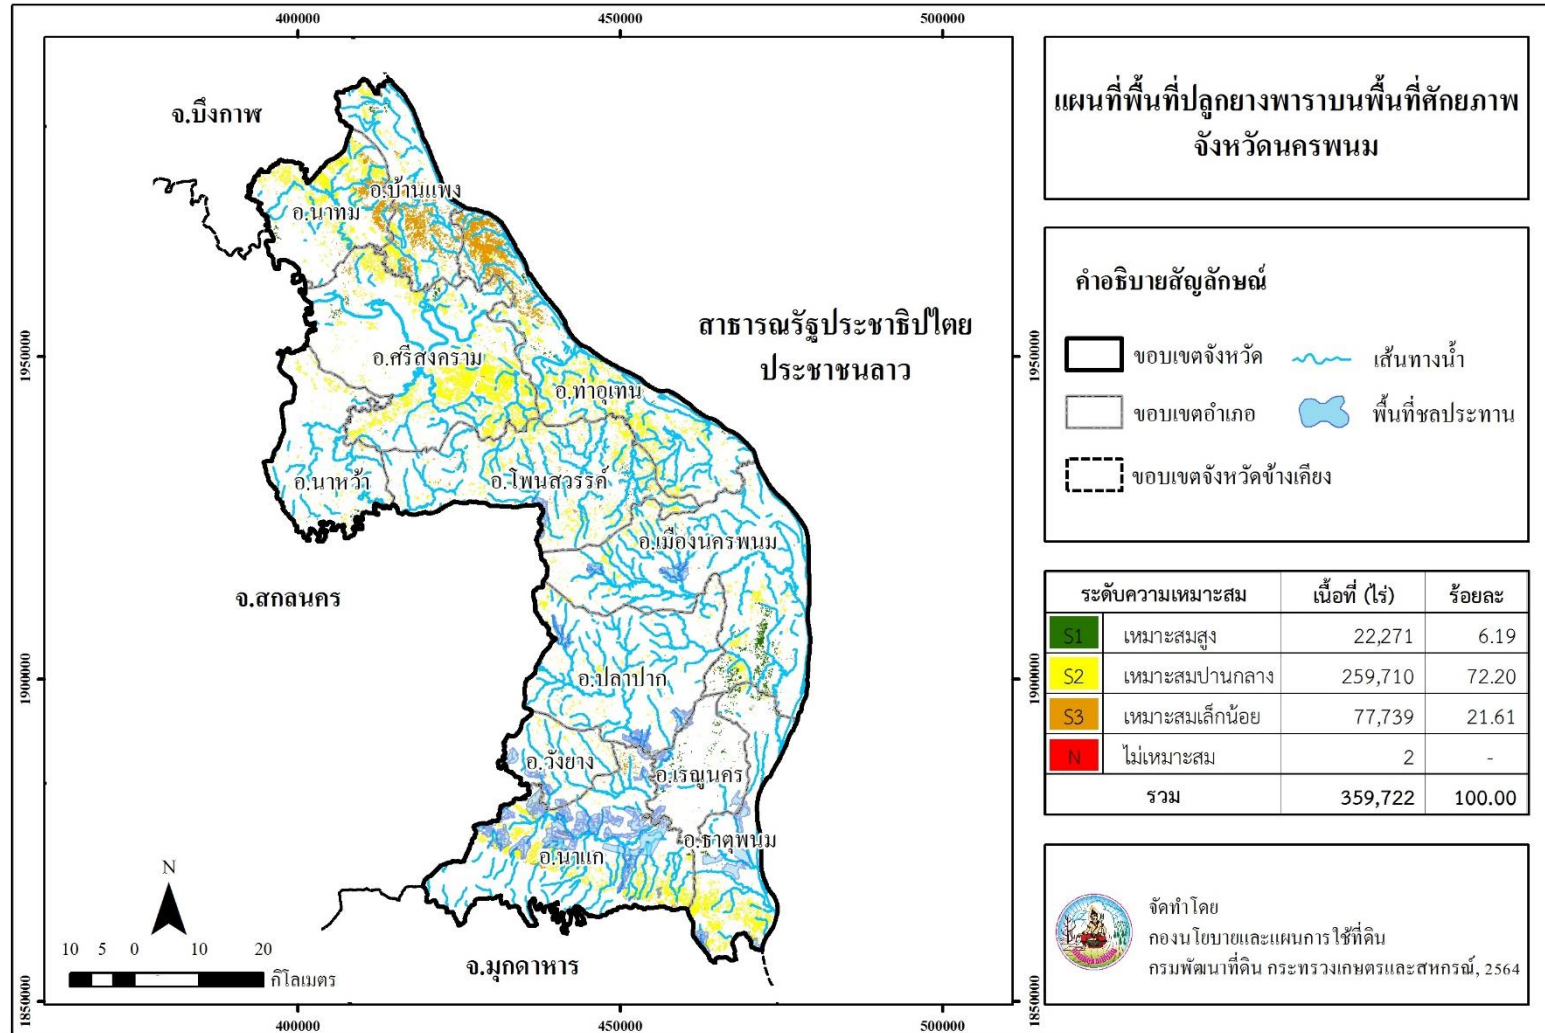 400000
450000
500000
จ.บึงกาฬ
อ.บ้านแพง
อ.นาทม
สาธารณรัฐประชาธิปไตย
ประชาชนลาว
1950000
1950000
อ.ศรีสงคราม
อ.ท่าอุเทน
อ.นาหว้า
อ.โพนสวรรค์
อ.เมืองนครพนม
จ.สกลนคร
อ.ปลาปาก
1900000
1900000
อ.วังยาง
อ.เรณูนคร
อ.ธาตุพนม
อ.นาแก
N
10 5 0 10 20
กิโลเมตร
จ.มุกดาหาร
1850000
1850000
400000
450000
500000
แผนที่พื้นที่ปลูกยางพาราบนพื้นที่ศักยภาพ
จังหวัดนครพนม
คำอธิบายสัญลักษณ์
ขอบเขตจังหวัด เส้นทางน้ำ
ขอบเขตอำเภอ พื้นที่ชลประทาน
ขอบเขตจังหวัดข้างเคียง
ระดับความเหมาะสม เนื้อที่ (ไร่) ร้อยละ
S1 เหมาะสมสูง 22,271 6.19
S2 เหมาะสมปานกลาง 259,710 72.20
S3 เหมาะสมเล็กน้อย 77,739 21.61
N ไม่เหมาะสม 2 -
รวม 359,722 100.00
จัดทำโดย
กองนโยบายและแผนการใช้ที่ดิน
กรมพัฒนาที่ดิน กระทรวงเกษตรและสหกรณ์, 2564